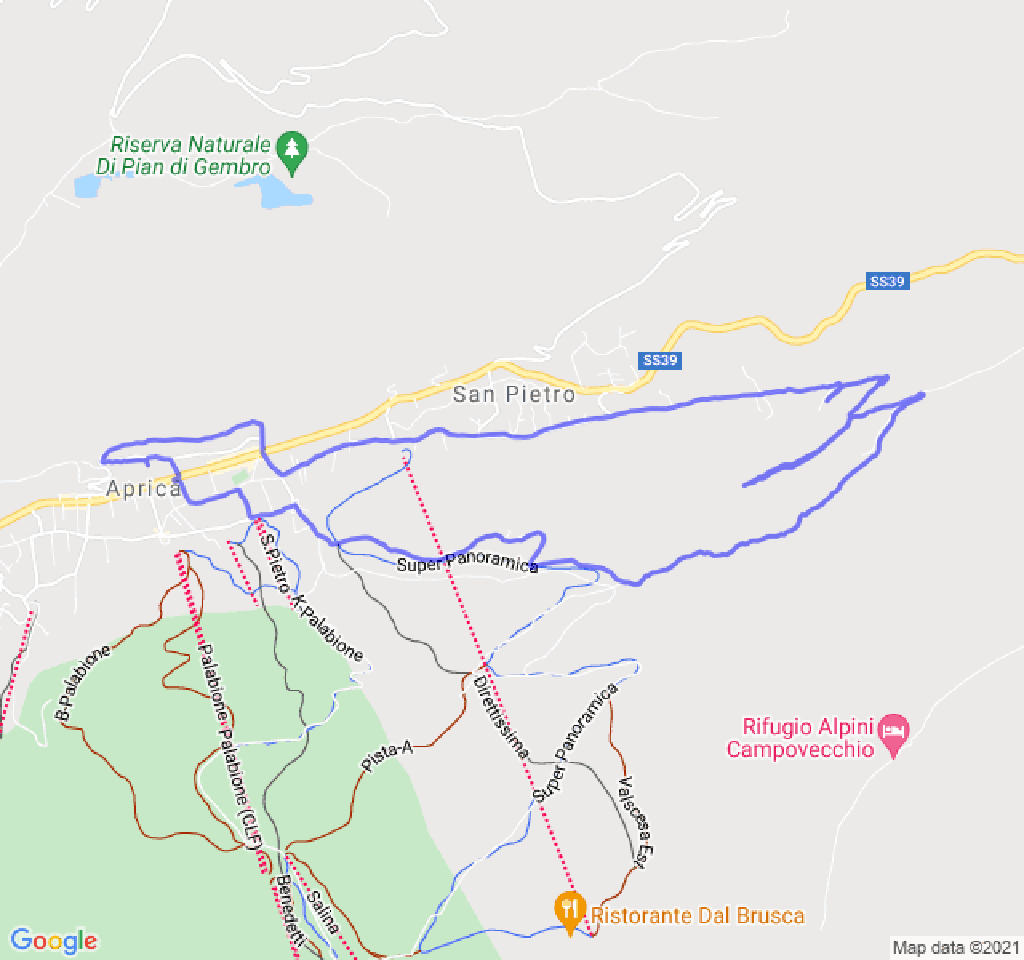 Riserva Naturale
Di Pian di Gembro
SS39
SS39
San Pietro
Aprica
Super Panoramica
S.Pietro
K-Palabione
B-Palabione
Palabione-Palabione (CLF)
Direttissima
Super Panoramica
Pista-A
Valscesa-Est
Rifugio Alpini
Campovecchio
Benedetti
Salina
Ristorante Dal Brusca
Google
Map data ©2021